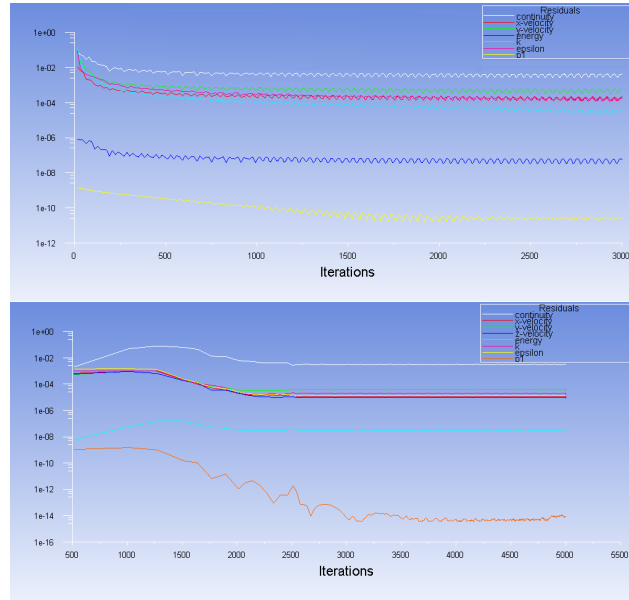 Residuals
continuity
x-velocity
y-velocity
energy
k
epsilon
p1
1e+00
1e-02
1e-04
1e-06
1e-08
1e-10
1e-12
0 500 1000 1500 2000 2500 3000
Iterations
Residuals
continuity
x-velocity
y-velocity
z-velocity
energy
k
epsilon
p1
1e+00
1e-02
1e-04
1e-06
1e-08
1e-10
1e-12
1e-14
1e-16
500 1000 1500 2000 2500 3000 3500 4000 4500 5000 5500 6500
Iterations